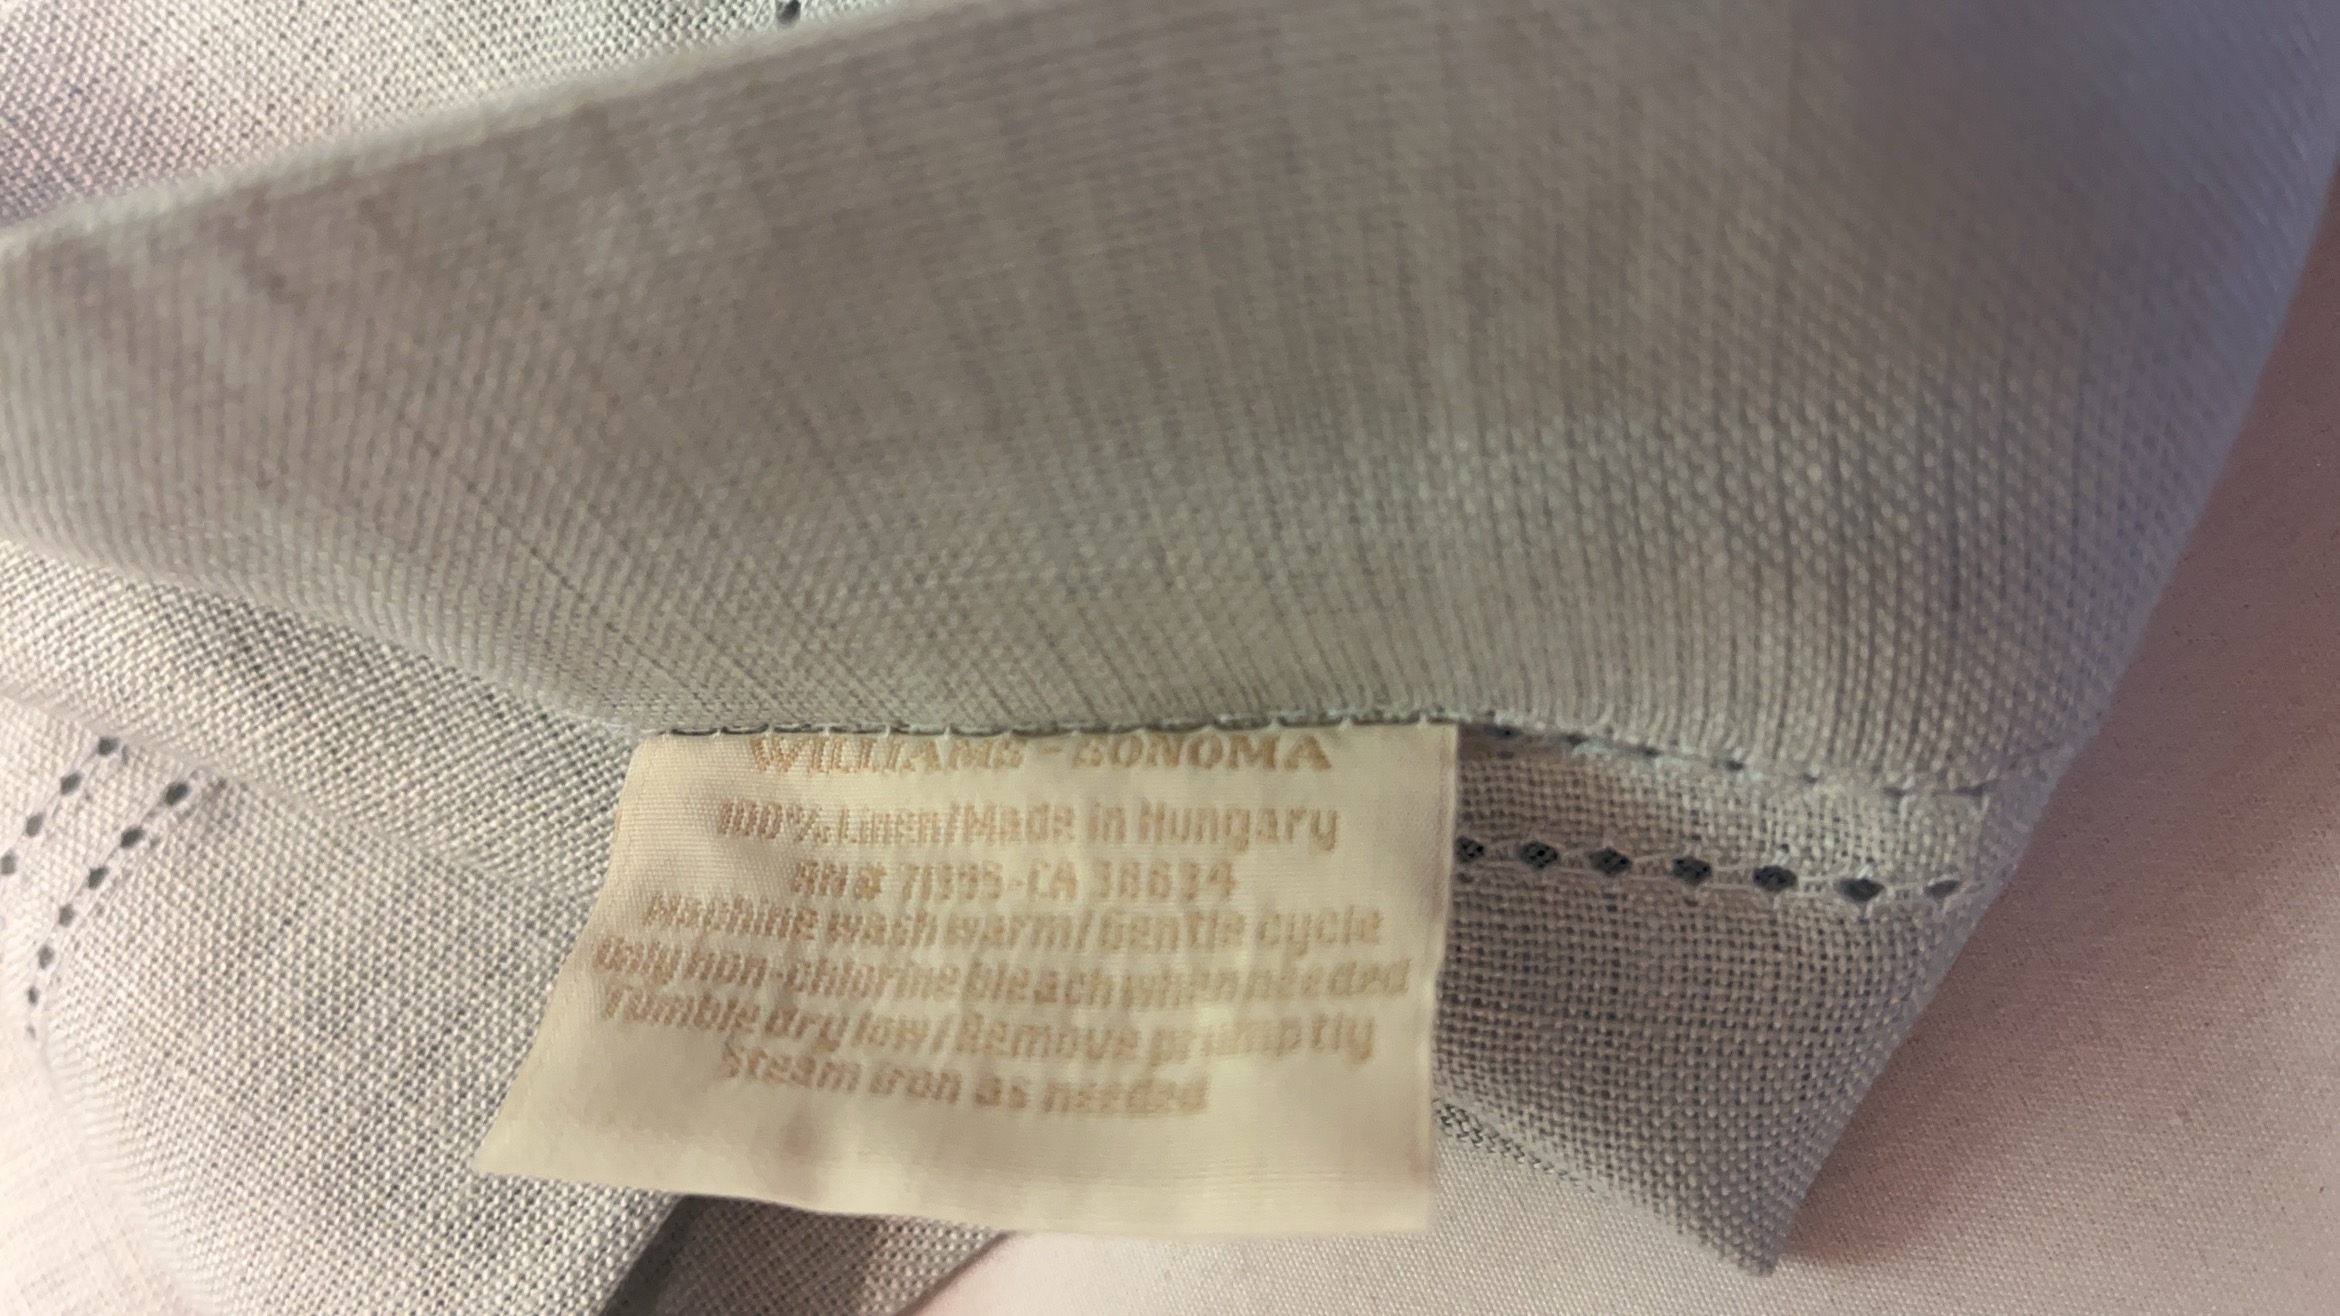 WILLIAMS-SONOMA
100% Linen/Made in Hungary
RN# 71395-CA 38634
Machine wash warm/Gentle cycle
Only non-chlorine bleach when needed
Tumble dry low/Remove promptly
Steam iron as needed